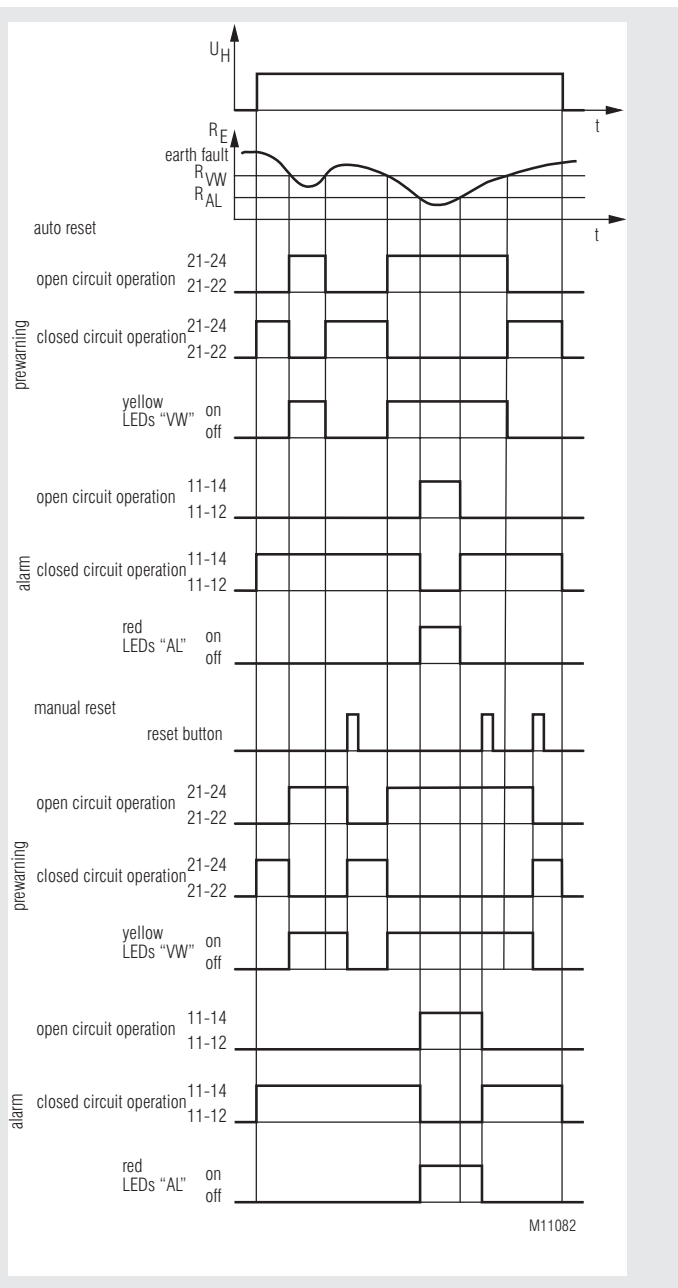 UH
t
RE
earth fault
RVW
RAL
t
auto reset
prewarning
open circuit operation 21-24
21-22
closed circuit operation 21-24
21-22
yellow
LEDs “VW” on
off
alarm
open circuit operation 11-14
11-12
closed circuit operation 11-14
11-12
red
LEDs “AL” on
off
manual reset
reset button
prewarning
open circuit operation 21-24
21-22
closed circuit operation 21-24
21-22
yellow
LEDs “VW” on
off
alarm
open circuit operation 11-14
11-12
closed circuit operation 11-14
11-12
red
LEDs “AL” on
off
M11082